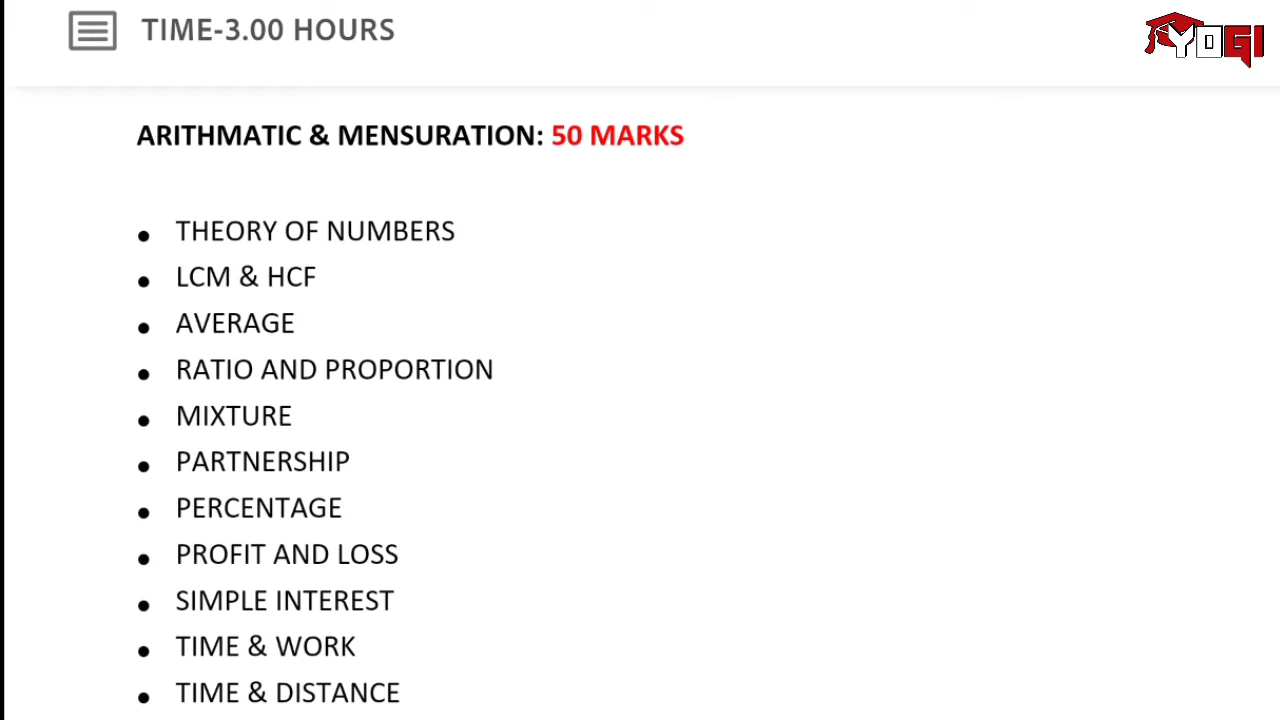 TIME-3.00 HOURS
YOGI
ARITHMATIC & MENSURATION: 50 MARKS
• THEORY OF NUMBERS
• LCM & HCF
• AVERAGE
• RATIO AND PROPORTION
• MIXTURE
• PARTNERSHIP
• PERCENTAGE
• PROFIT AND LOSS
• SIMPLE INTEREST
• TIME & WORK
• TIME & DISTANCE